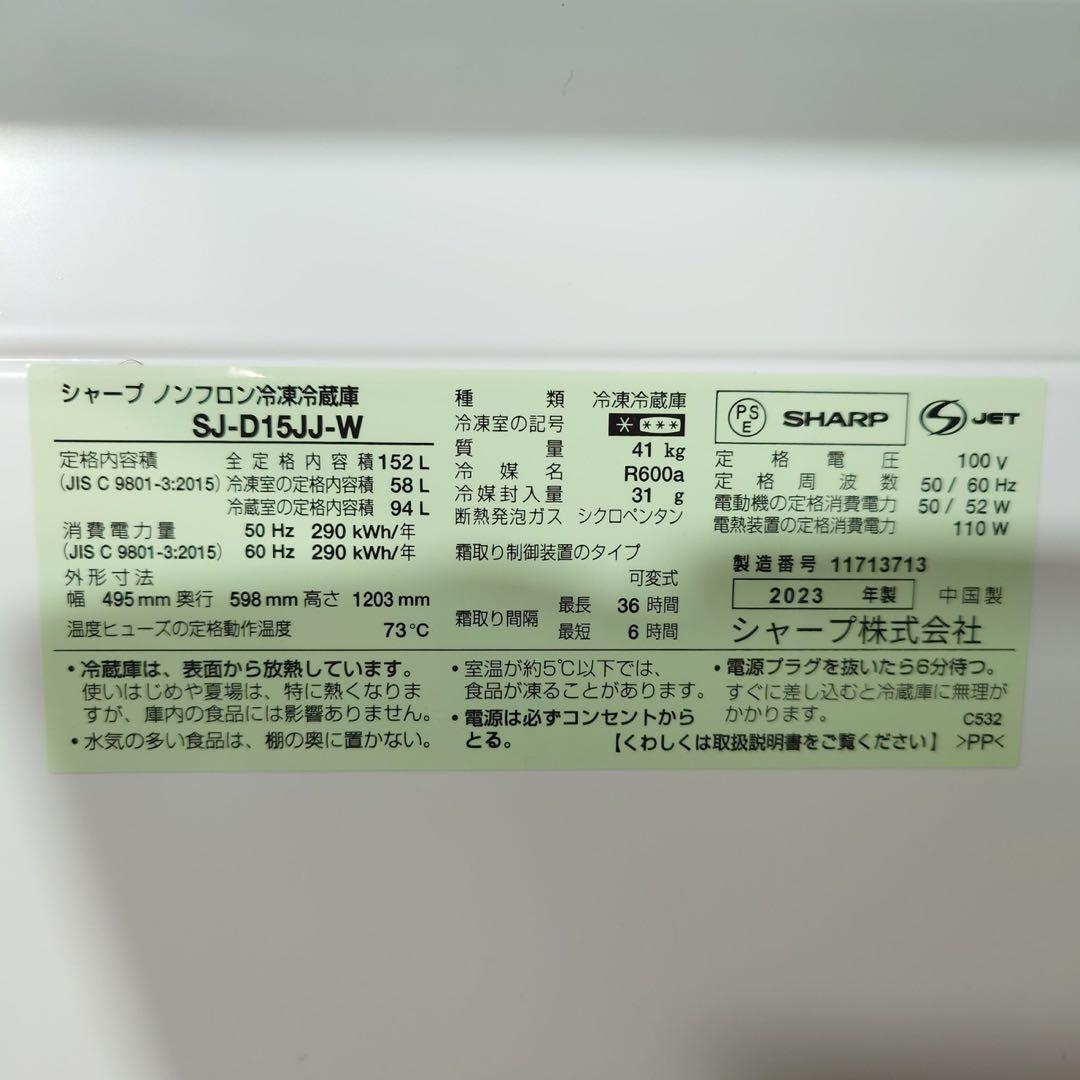 シャープ ノンフロン冷凍冷蔵庫
SJ-D15JJ-W
定格内容積 全定格内容積 152 L
(JIS C 9801-3:2015) 冷凍室の定格内容積 58 L
冷蔵室の定格内容積 94 L
消費電力量 50 Hz 290 kWh/年
(JIS C 9801-3:2015) 60 Hz 290 kWh/年
外形寸法
幅 495mm 奥行 598mm 高さ 1203mm
温度ヒューズの定格動作温度 73℃
種類 冷凍冷蔵庫
冷凍室の記号 * ***
質量 41 kg
冷媒名 R600a
冷媒封入量 31 g
断熱発泡ガス シクロペンタン
霜取り制御装置のタイプ
可変式
霜取り間隔 最長 36 時間
最短 6 時間
PSE SHARP S JET
定格電圧 100V
定格周波数 50/60 Hz
電動機の定格消費電力 50/52 W
電熱装置の定格消費電力 110 W
製造番号 11713713
2023 年製 中国製
シャープ株式会社
・冷蔵庫は、表面から放熱しています。
使いはじめや夏場は、特に熱くなりま
すが、庫内の食品には影響ありません。
・水気の多い食品は、棚の奥に置かない。
・室温が約5℃以下では、
食品が凍ることがあります。
・電源は必ずコンセントから
とる。
・電源プラグを抜いたら6分待つ。
すぐに差し込むと冷蔵庫に無理が
かかります。 C532
【くわしくは取扱説明書をご覧ください】 >PP<